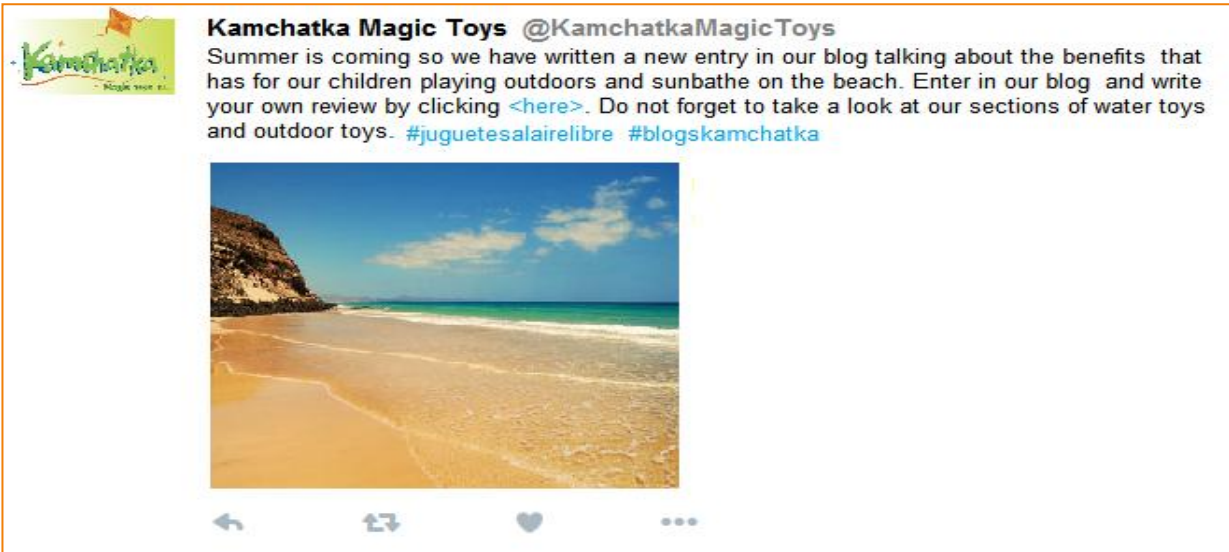 Kamchatka
Magic Toys
Kamchatka Magic Toys @KamchatkaMagicToys
Summer is coming so we have written a new entry in our blog talking about the benefits that
has for our children playing outdoors and sunbathe on the beach. Enter in our blog and write
your own review by clicking <here>. Do not forget to take a look at our sections of water toys
and outdoor toys. #juguetesalairelibre #blogskamchatka